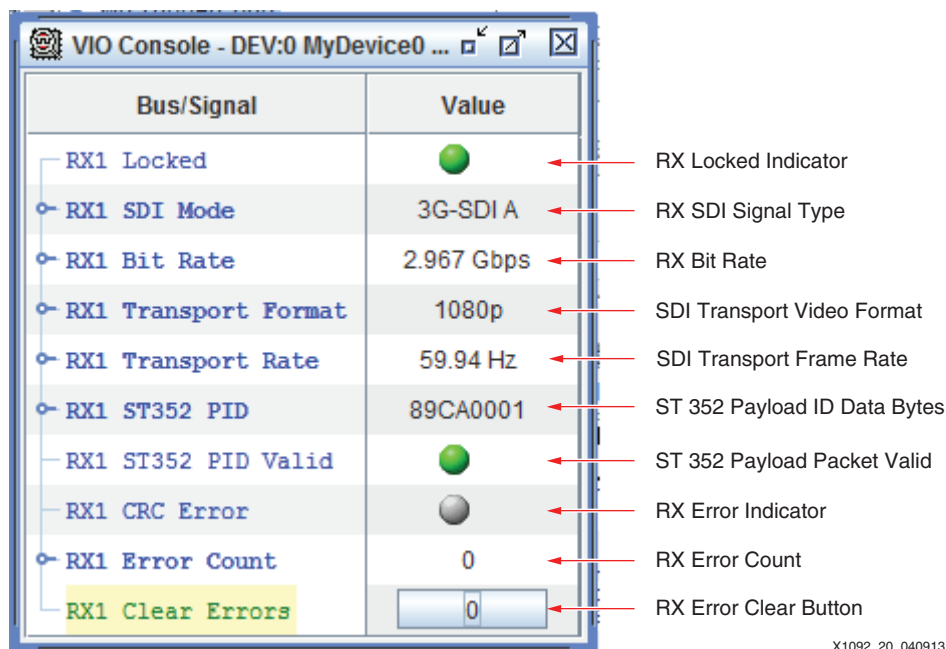 VIO Console - DEV:0 MyDevice0 ...
Bus/Signal Value
RX1 Locked RX Locked Indicator
RX1 SDI Mode 3G-SDI A RX SDI Signal Type
RX1 Bit Rate 2.967 Gbps RX Bit Rate
RX1 Transport Format 1080p SDI Transport Video Format
RX1 Transport Rate 59.94 Hz SDI Transport Frame Rate
RX1 ST352 PID 89CA0001 ST 352 Payload ID Data Bytes
RX1 ST352 PID Valid ST 352 Payload Packet Valid
RX1 CRC Error RX Error Indicator
RX1 Error Count 0 RX Error Count
RX1 Clear Errors 0 RX Error Clear Button
X1092_20_040913